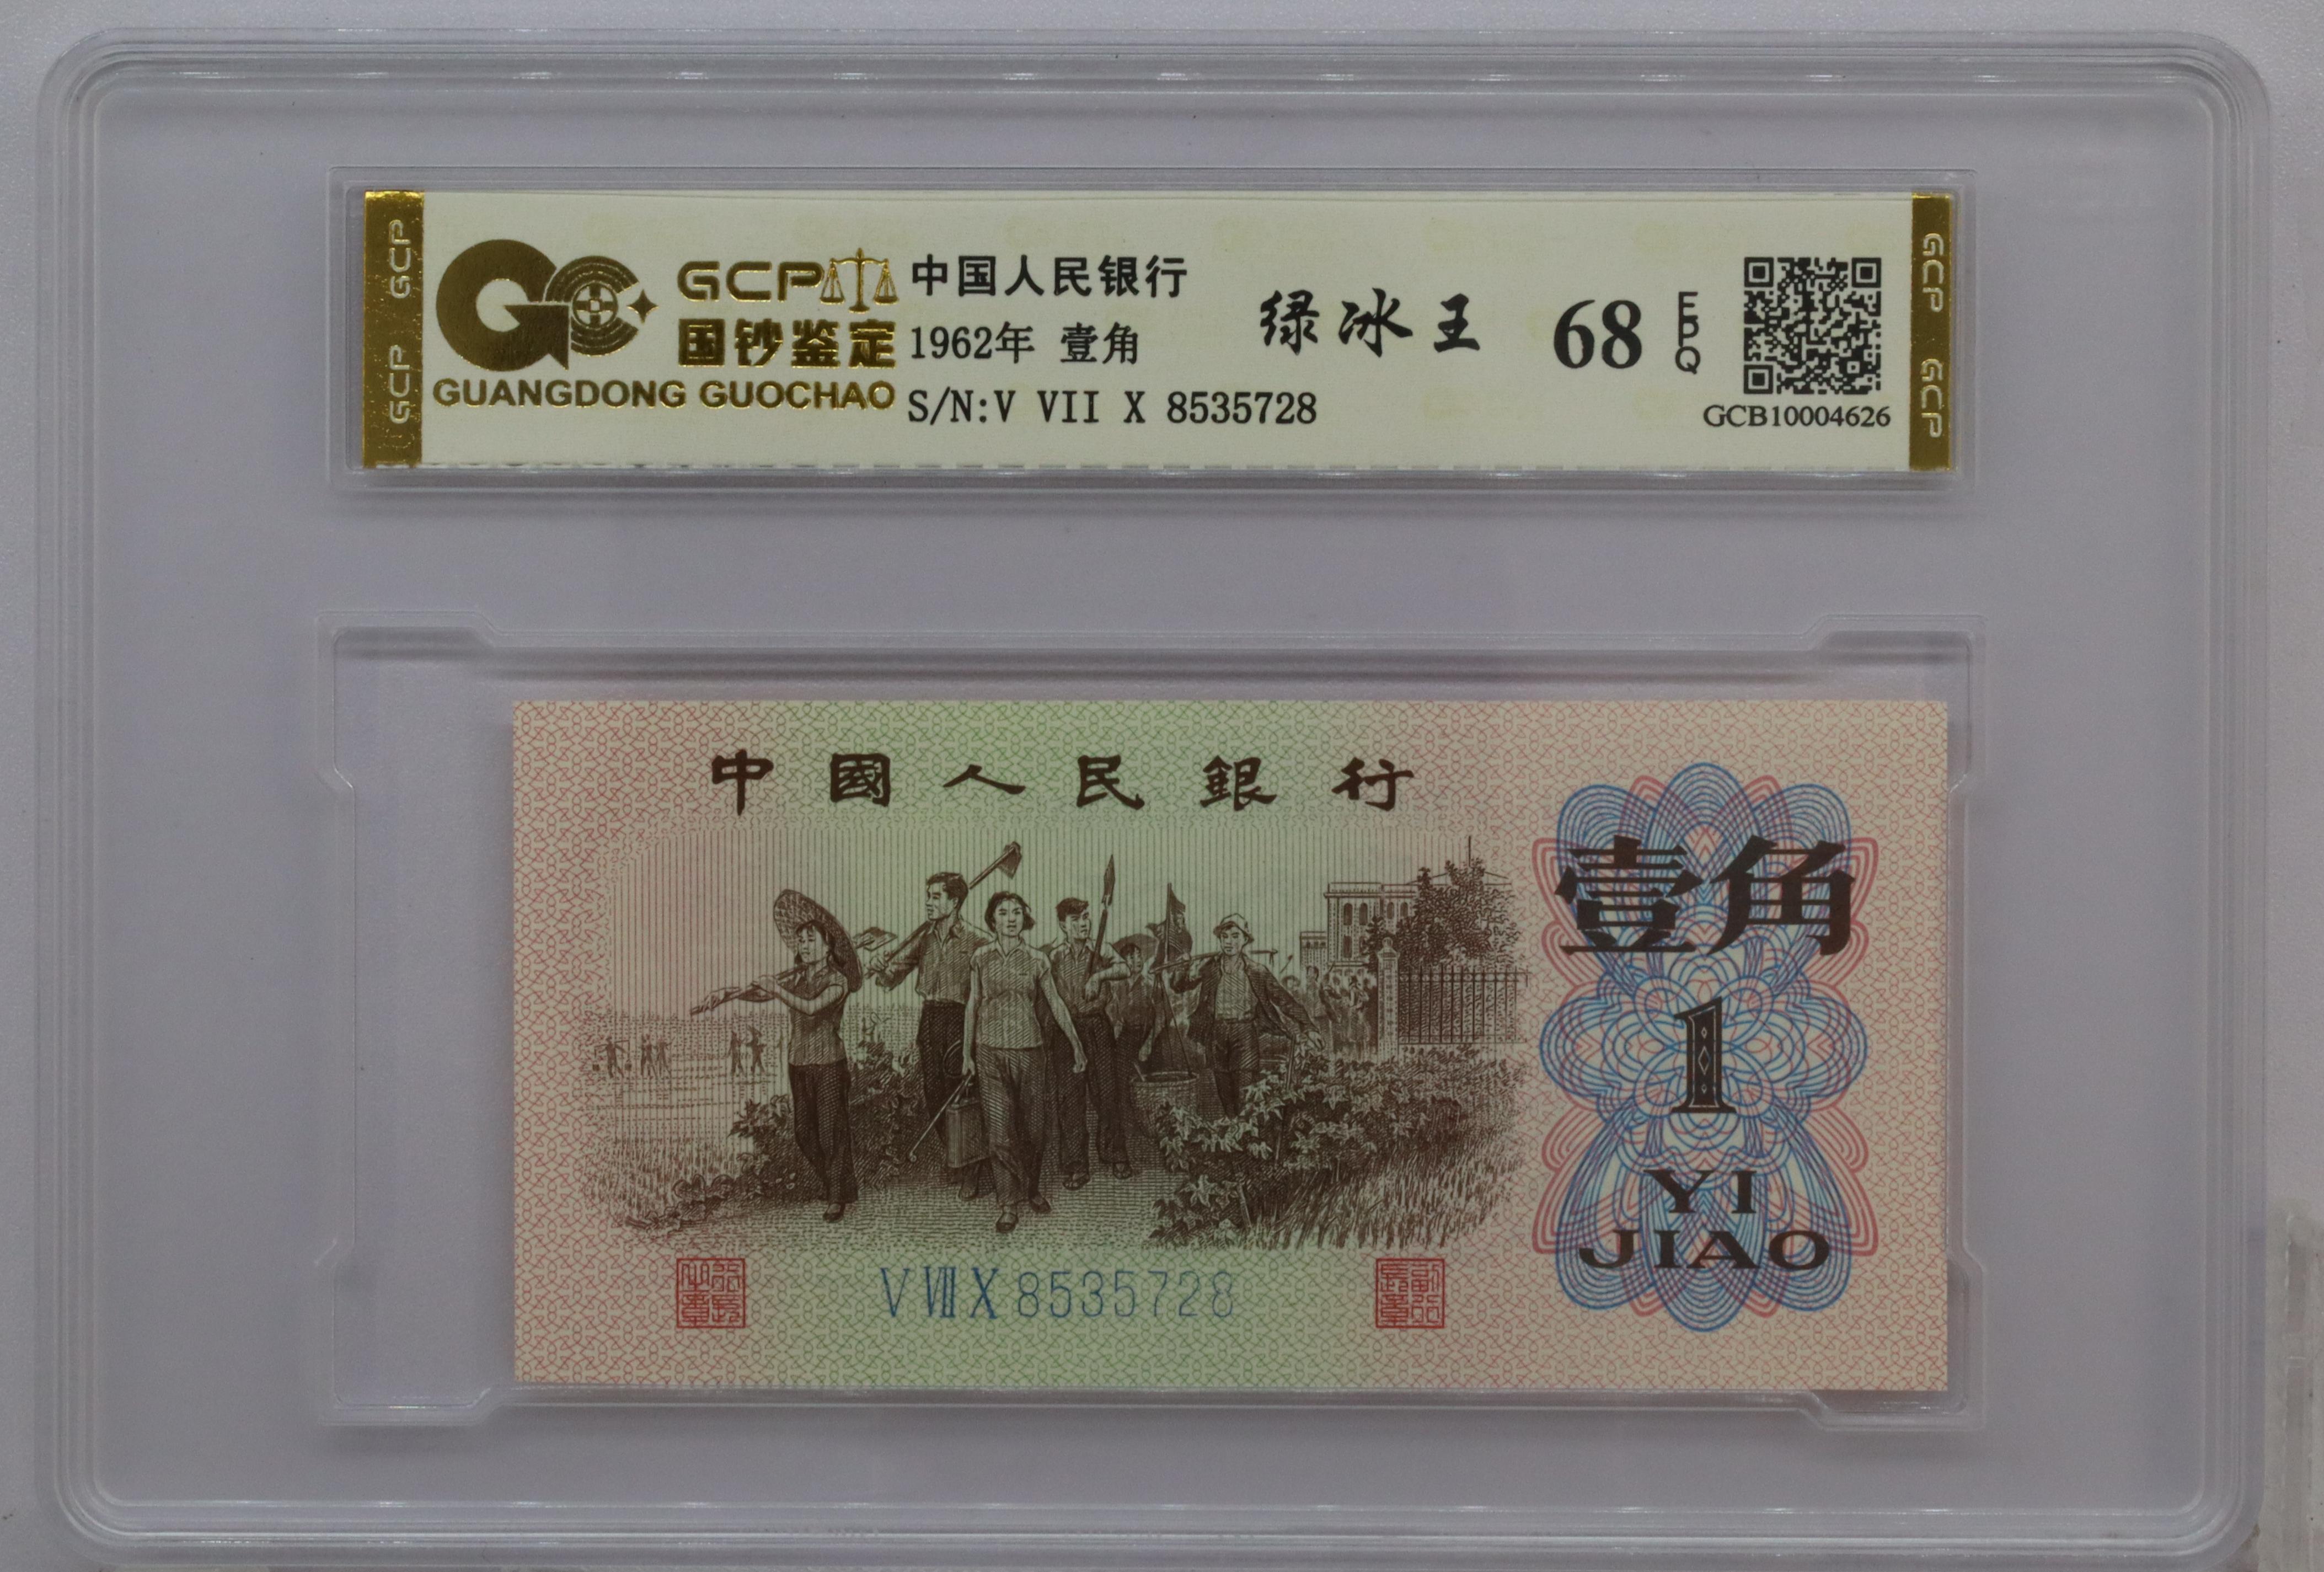 GCP GCP
GCP
国钞鉴定
GUANGDONG GUOCHAO
中国人民银行
1962年 壹角
S/N:V VII X 8535728
绿冰王
68
EPQ
GCB10004626
GCP GCP
中國人民銀行
壹角
1
YI
JIAO
V VII X 8535728